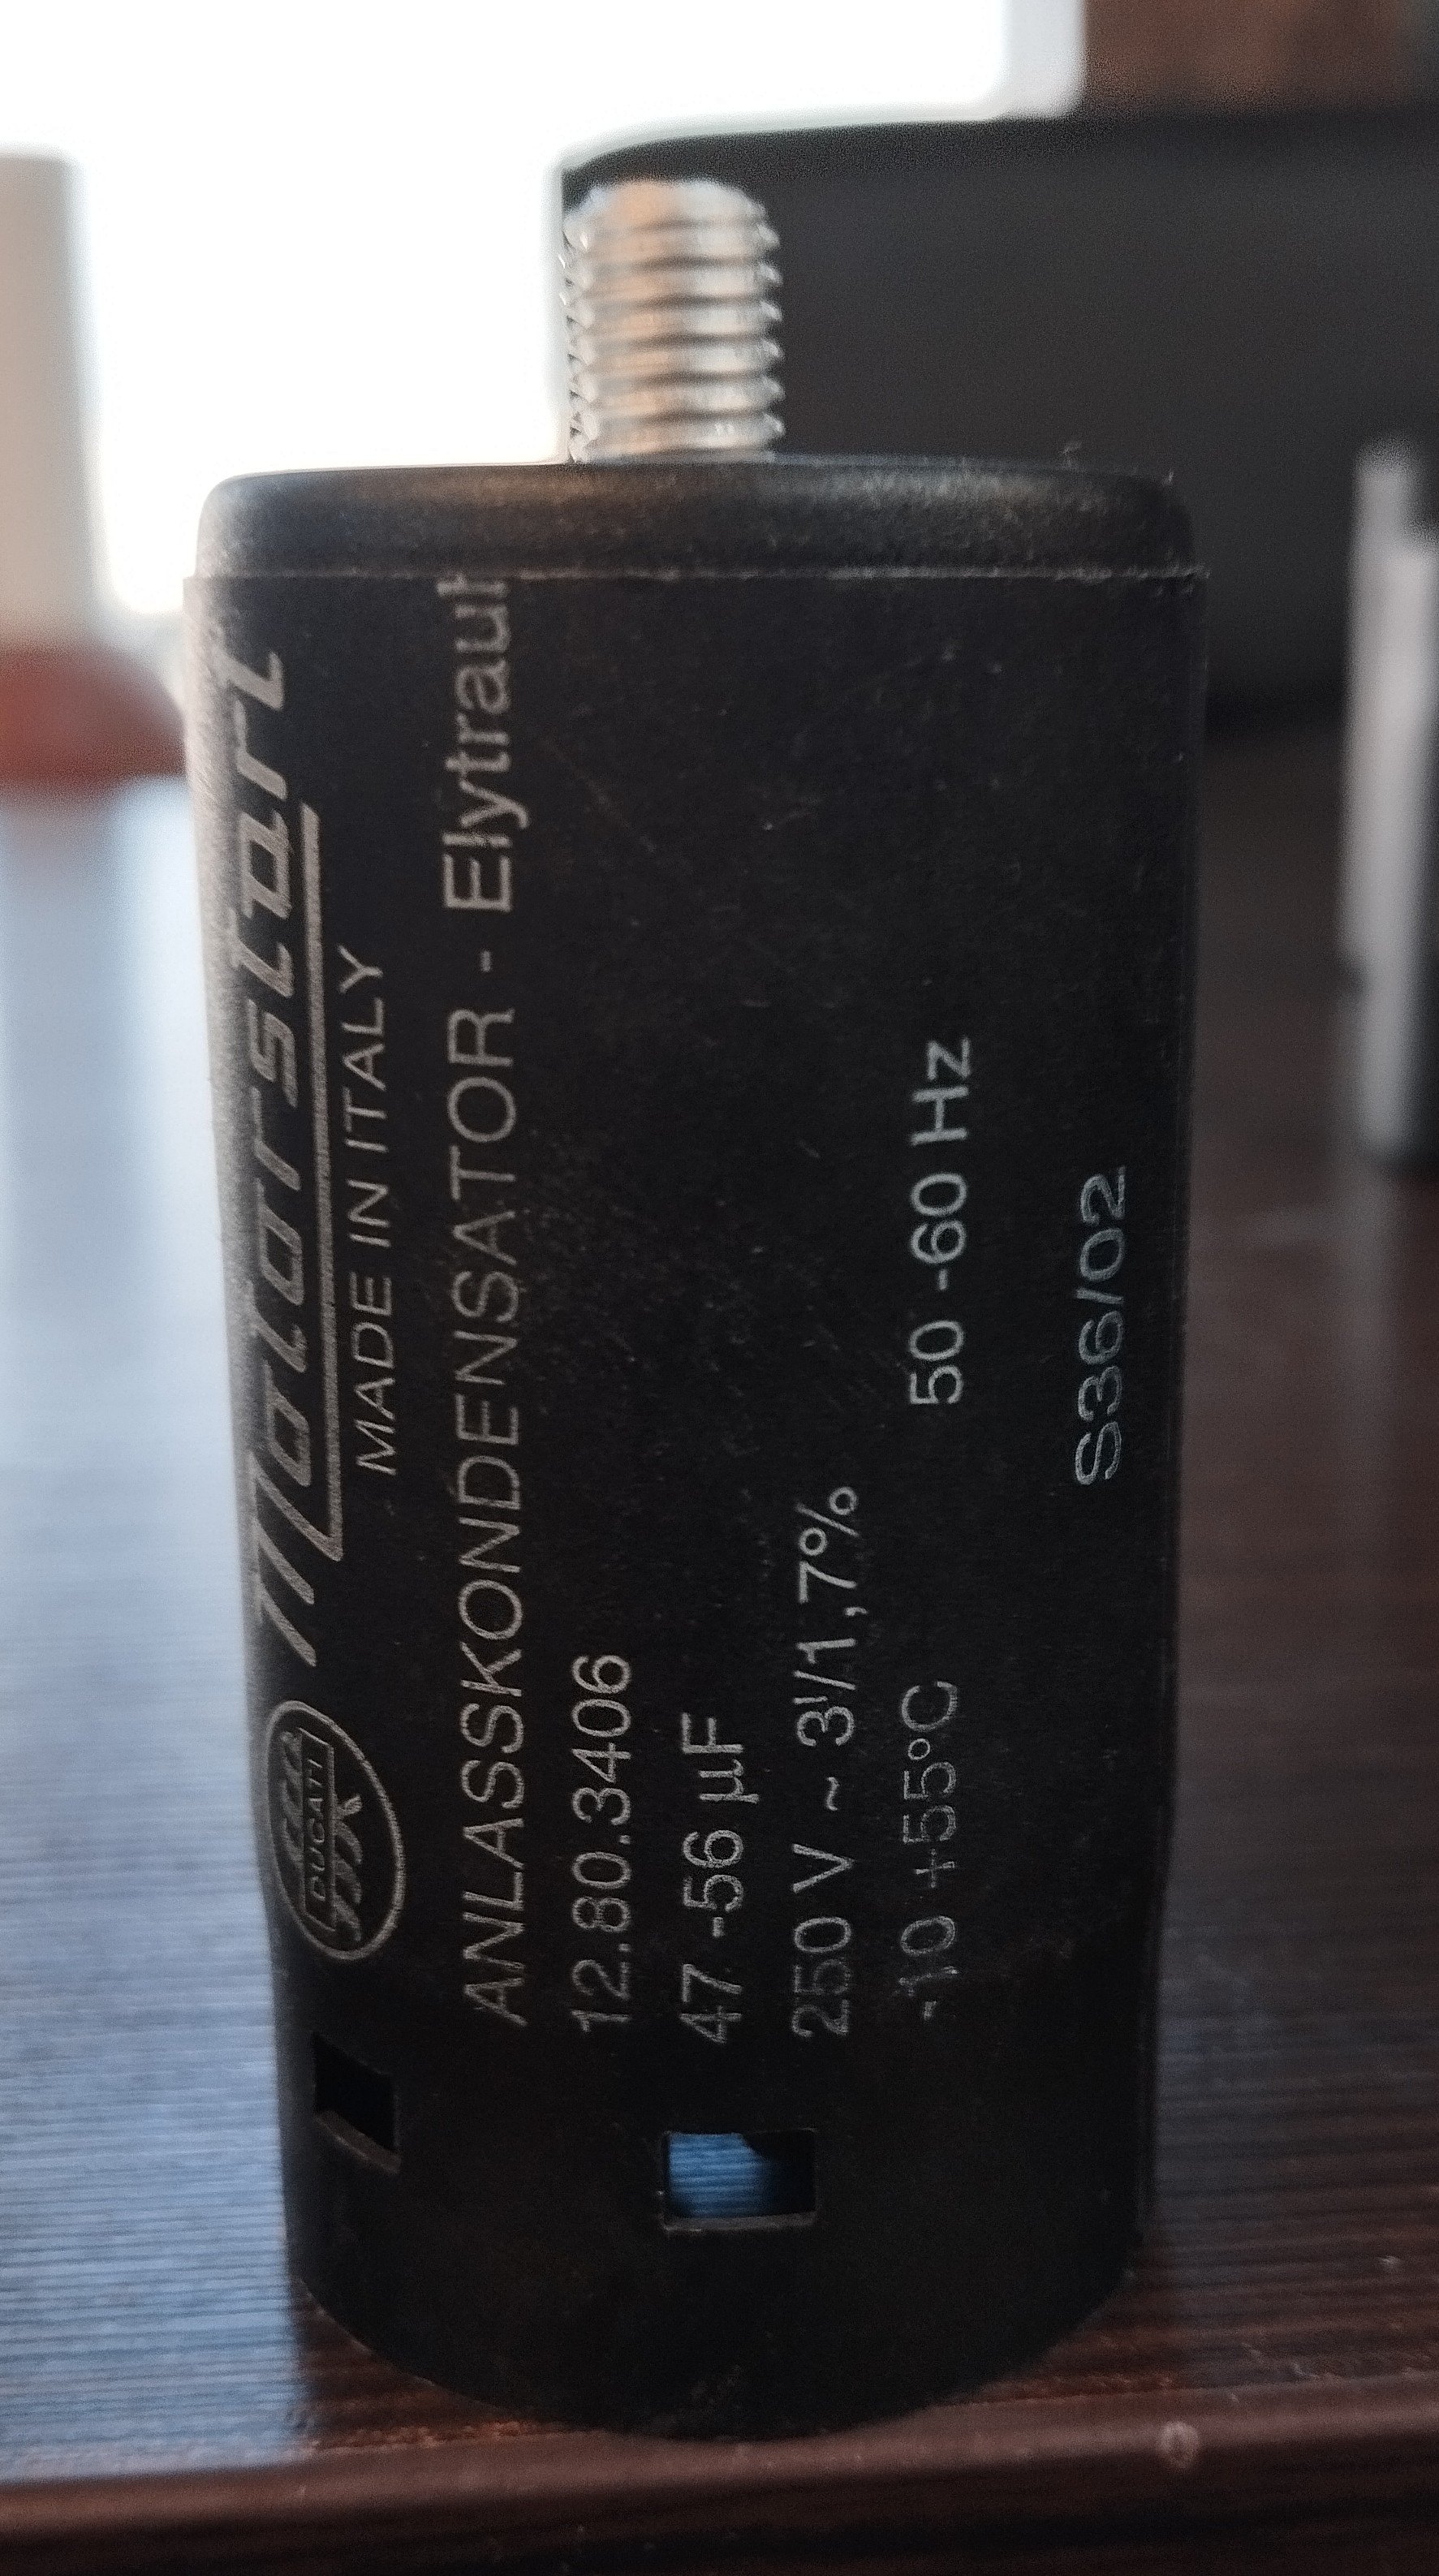 DUCATI
Motorstart
MADE IN ITALY
ANLASSKONDENSATOR - Elytrauh
12.80.3406
47 -56 µF
250 V ~ 3'/1,7%
-10 +55°C 50 -60 Hz
S36/02